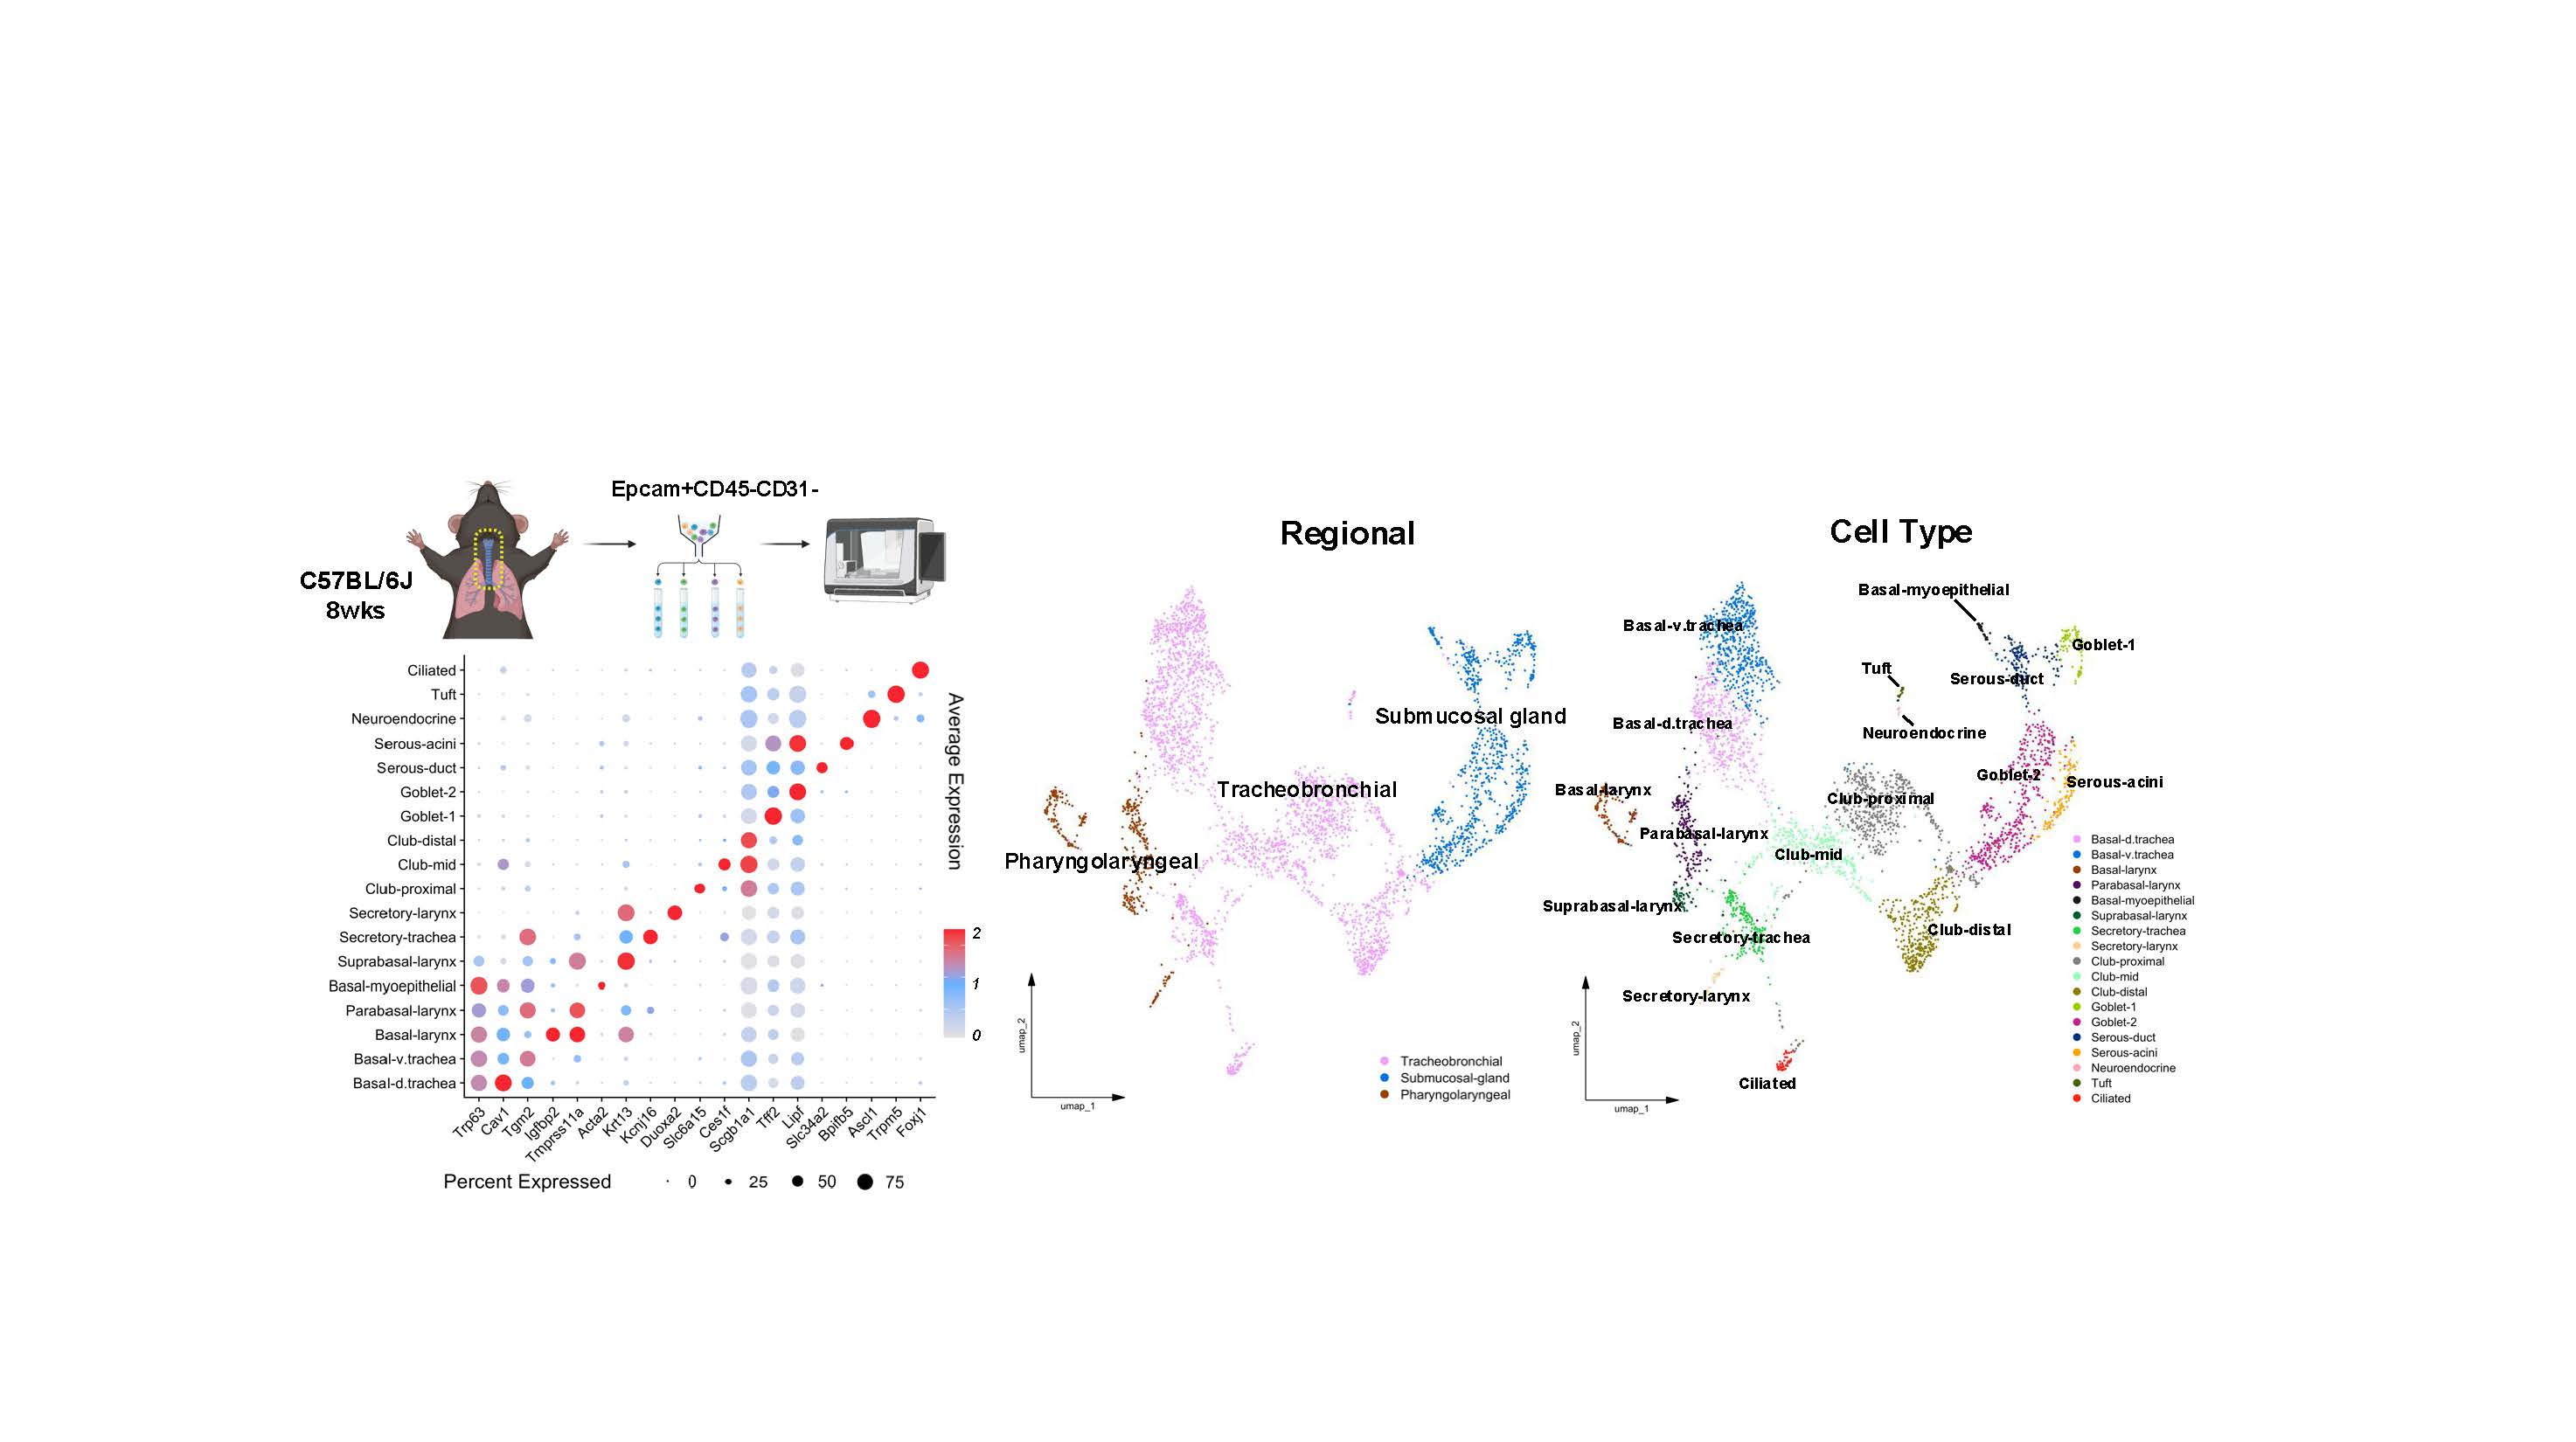 Epcam+CD45-CD31-
C57BL/6J
8wks
Ciliated
Tuft
Neuroendocrine
Serous-acini
Serous-duct
Goblet-2
Goblet-1
Club-distal
Club-mid
Club-proximal
Secretory-larynx
Secretory-trachea
Suprabasal-larynx
Basal-myoepithelial
Parabasal-larynx
Basal-larynx
Basal-v.trachea
Basal-d.trachea
Trp63
Cav1
Tgm2
Igfbp2
Tmprss11a
Acta2
Krt13
Kcnj16
Duoxa2
Slc6a15
Ces1f
Scgb1a1
Tff2
Lipf
Slc34a2
Bpifb5
Ascl1
Trpm5
Foxj1
Average Expression
2
1
0
Percent Expressed
0
25
50
75
Regional
Submucosal gland
Tracheobronchial
Pharyngolaryngeal
umap_2
umap_1
Tracheobronchial
Submucosal-gland
Pharyngolaryngeal
Cell Type
Basal-myoepithelial
Basal-v.trachea
Goblet-1
Tuft
Serous-duct
Basal-d.trachea
Neuroendocrine
Goblet-2
Serous-acini
Basal-larynx
Club-proximal
Parabasal-larynx
Club-mid
Suprabasal-larynx
Club-distal
Secretory-trachea
Secretory-larynx
Ciliated
umap_2
umap_1
Basal-d.trachea
Basal-v.trachea
Basal-larynx
Parabasal-larynx
Basal-myoepithelial
Suprabasal-larynx
Secretory-trachea
Secretory-larynx
Club-proximal
Club-mid
Club-distal
Goblet-1
Goblet-2
Serous-duct
Serous-acini
Neuroendocrine
Tuft
Ciliated